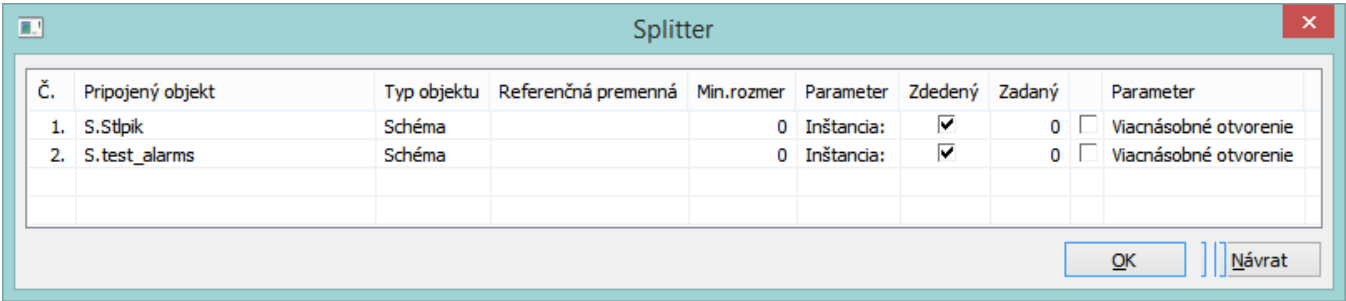 Splitter
Č. Pripojený objekt Typ objektu Referenčná premenná Min.rozmer Parameter Zdedený Zadaný Parameter
1. S.Stlpik Schéma 0 Inštancia: 0 Viacnásobné otvorenie
2. S.test_alarms Schéma 0 Inštancia: 0 Viacnásobné otvorenie
OK Návrat